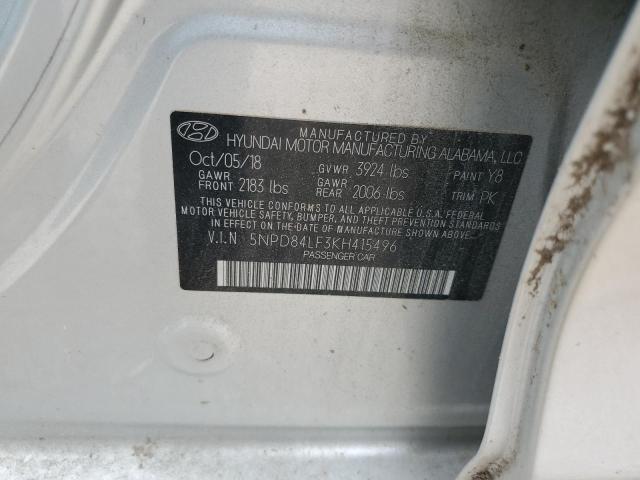 MANUFACTURED BY
HYUNDAI MOTOR MANUFACTURING ALABAMA, LLC
Oct/05/18 GVWR 3924 lbs PAINT Y8
GAWR FRONT 2183 lbs GAWR REAR 2006 lbs TRIM PK
THIS VEHICLE CONFORMS TO ALL APPLICABLE U.S.A. FEDERAL
MOTOR VEHICLE SAFETY, BUMPER, AND THEFT PREVENTION STANDARDS
IN EFFECT ON THE DATE OF MANUFACTURE SHOWN ABOVE.
V.I.N 5NPD84LF3KH415496
PASSENGER CAR